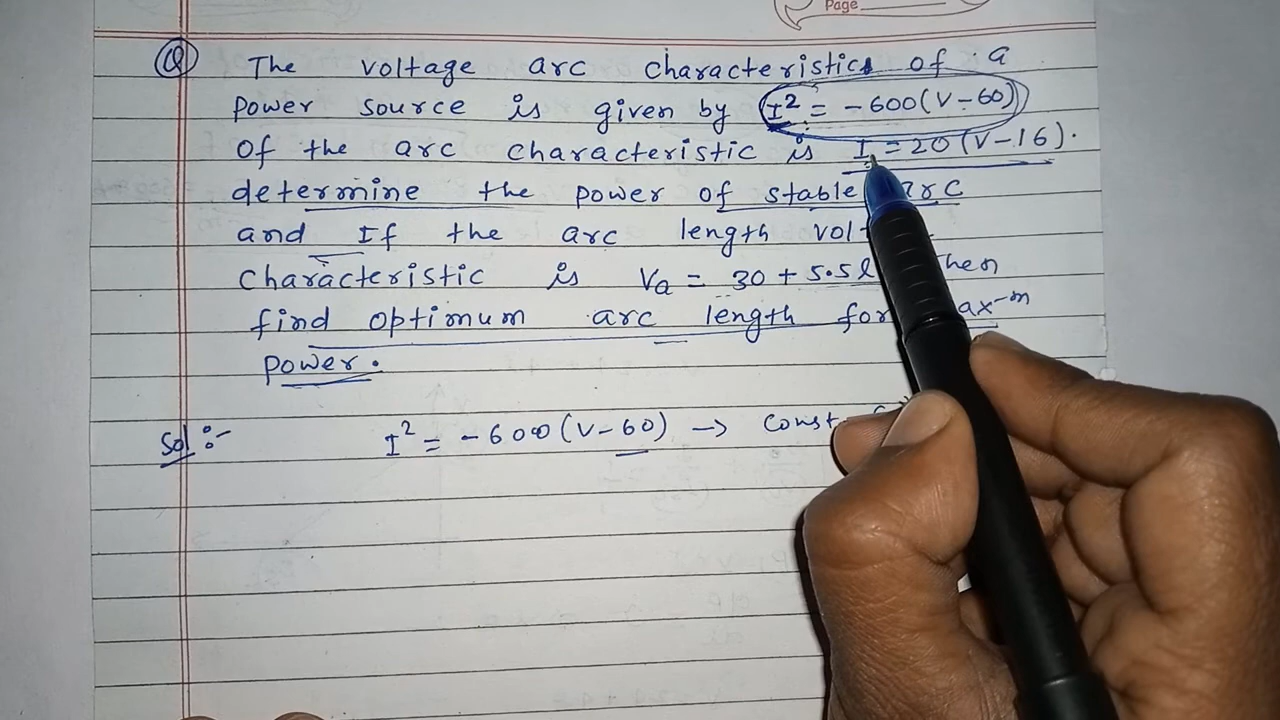 Page
Q The voltage arc characteristics of a
power source is given by I² = -600(V-60)
Of the arc characteristic is I = 20(V-16).
determine the power of stable arc
and If the arc length
characteristic is Va = 30 + 5.5l
find optimum arc length for
power.
Sol:- I² = -600(V-60) → Const